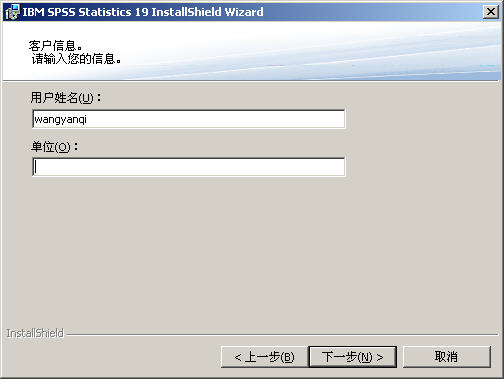 IBM SPSS Statistics 19 InstallShield Wizard
客户信息。
请输入您的信息。
用户姓名(U)：
wangyanqi
单位(O)：
InstallShield
< 上一步(B) 下一步(N) > 取消